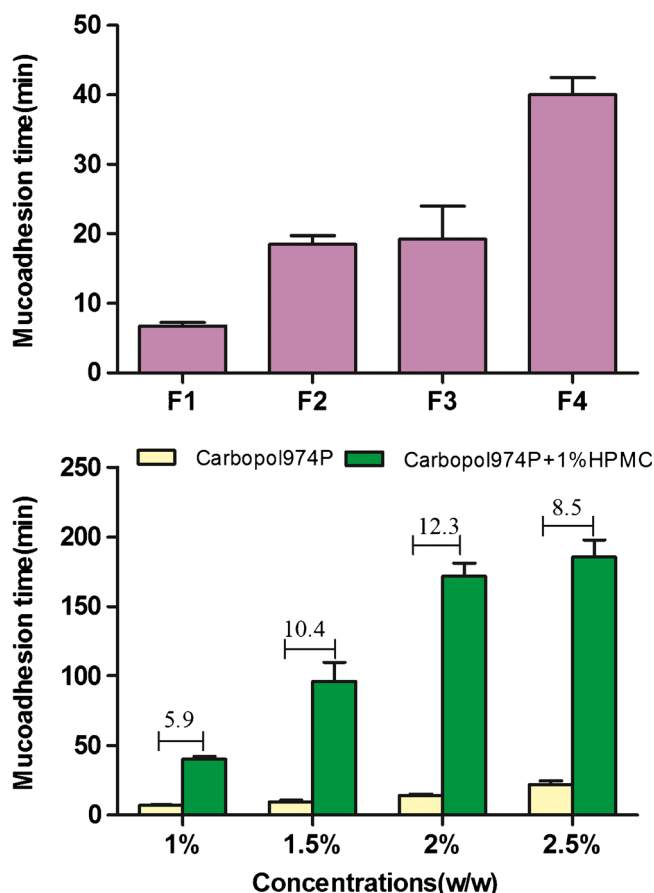 Mucoadhesion time(min)
50
40
30
20
10
0
F1 F2 F3 F4
Carbopol974P Carbopol974P+1%HPMC
Mucoadhesion time(min)
250
200
150
100
50
0
5.9
10.4
12.3
8.5
1% 1.5% 2% 2.5%
Concentrations(w/w)